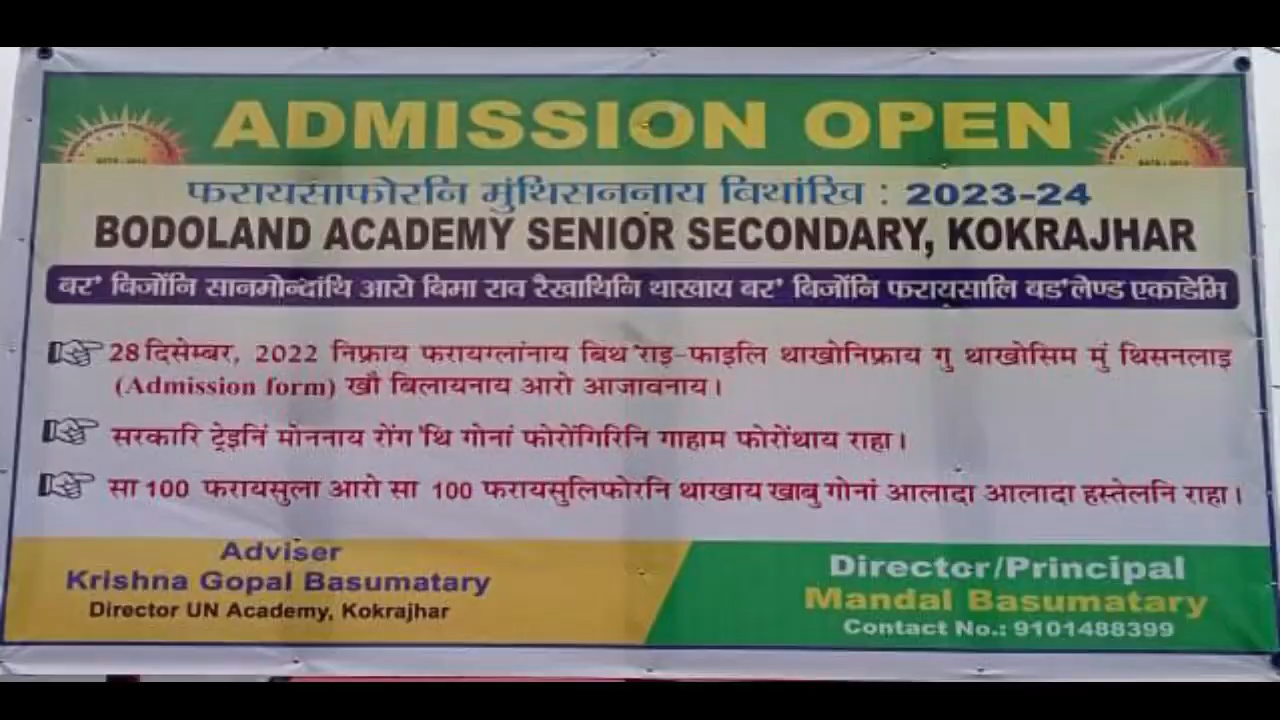 ADMISSION OPEN
फरायसाफोरनि मुंथिसाननाय बिथांखि : 2023-24
BODOLAND ACADEMY SENIOR SECONDARY, KOKRAJHAR
बर' बिजोंनि सानमोन्दांथि आरो बिमा राव रैखाथिनि थाखाय बर' बिजोंनि फरायसालि बड'लेण्ड एकाडेमि
28 दिसेम्बर, 2022 निफ्राय फरायग्लांनाय बिथ'राइ-फाइलि थाखोनिफ्राय गु थाखोसिम मुं थिसनलाइ
(Admission form) खौ बिलायनाय आरो आजावनाय।
सरकारि ट्रेइनिं मोननाय रोंग'थि गोनां फोरोंगिरिनि गाहाम फोरोंथाय राहा।
सा 100 फरायसुला आरो सा 100 फरायसुलिफोरनि थाखाय खाबु गोनां आलादा आलादा हस्तेलनि राहा।
Adviser
Krishna Gopal Basumatary
Director UN Academy, Kokrajhar
Director/Principal
Mandal Basumatary
Contact No.: 9101488399